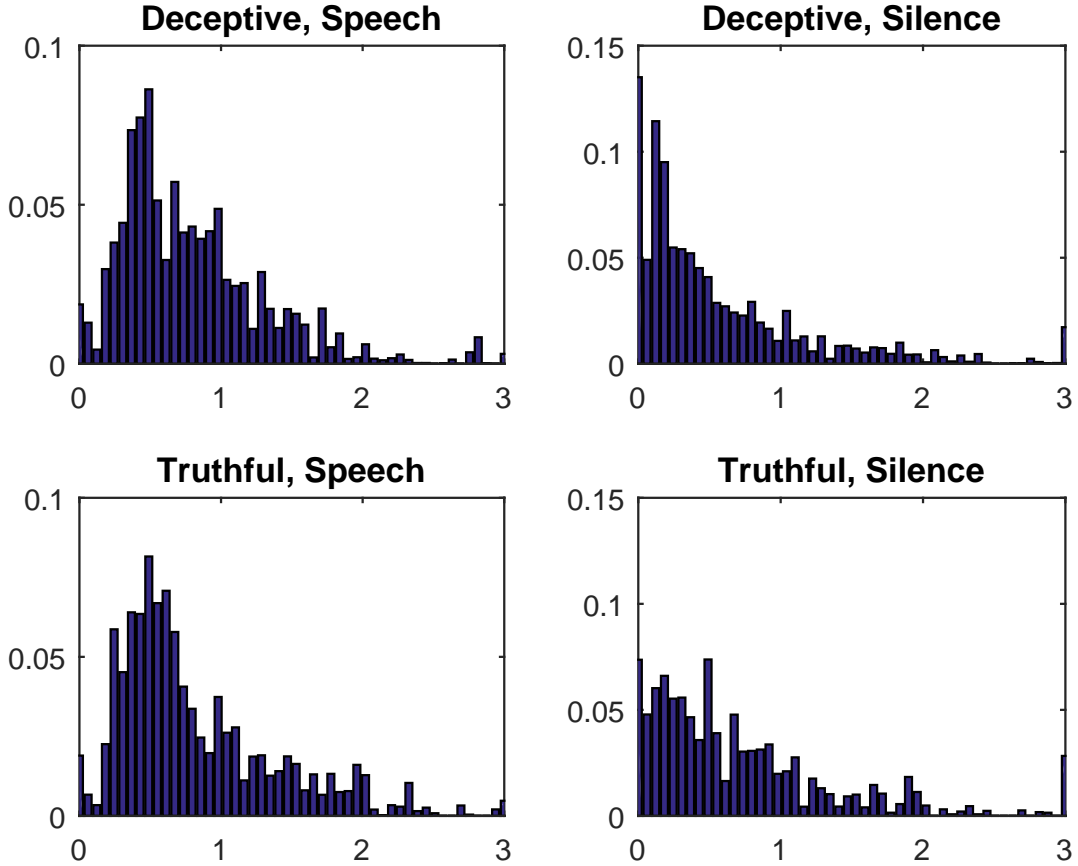 Deceptive, Speech
0.1
0.05
0
0 1 2 3
Deceptive, Silence
0.15
0.1
0.05
0
0 1 2 3
Truthful, Speech
0.1
0.05
0
0 1 2 3
Truthful, Silence
0.15
0.1
0.05
0
0 1 2 3